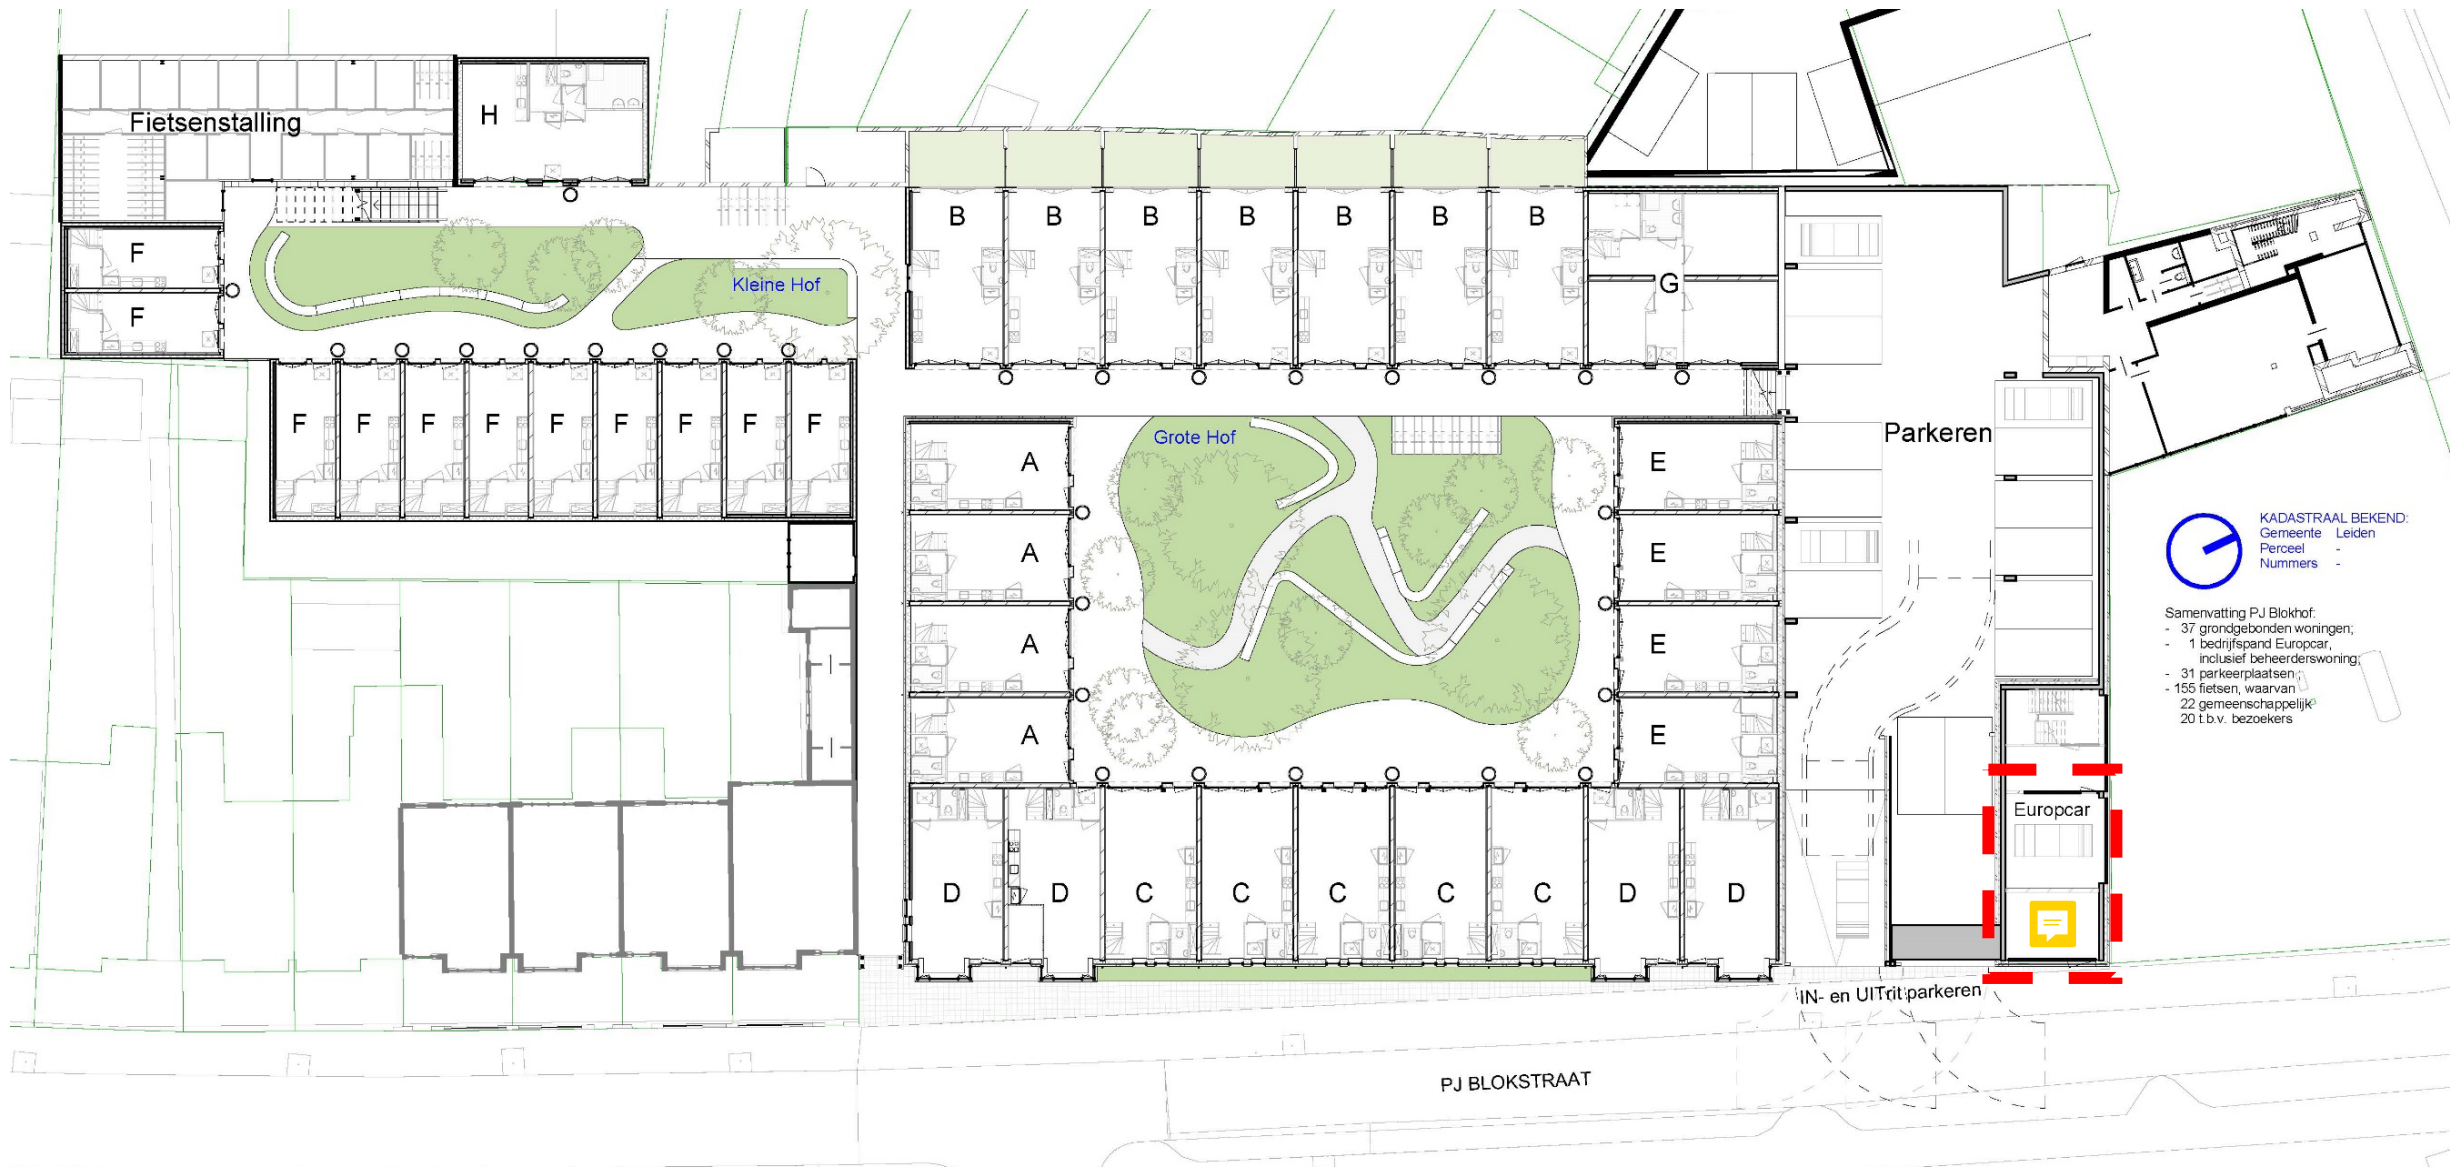 Fietsenstalling
H
B
B
B
B
B
B
B
F
F
Kleine Hof
G
F
F
F
F
F
F
F
F
F
Grote Hof
Parkeren
A
E
A
E
A
E
A
E
KADASTRAAL BEKEND:
Gemeente Leiden
Perceel -
Nummers -
Samenvatting PJ Blokhof:
- 37 grondgebonden woningen;
- 1 bedrijfspand Europcar,
inclusief beheerderswoning;
- 31 parkeerplaatsen;
- 155 fietsen, waarvan
22 gemeenschappelijk
20 t.b.v. bezoekers
Europcar
D
D
C
C
C
C
C
D
D
IN- en UITrit parkeren
PJ BLOKSTRAAT